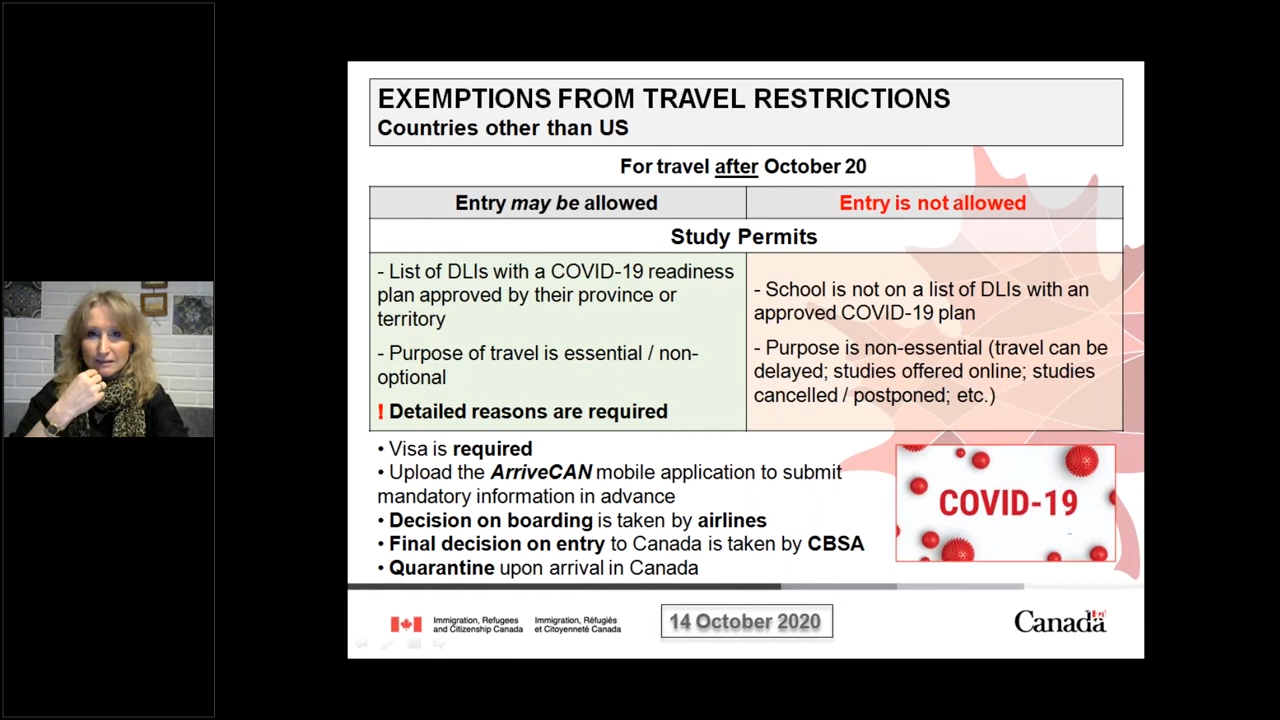 EXEMPTIONS FROM TRAVEL RESTRICTIONS
Countries other than US
For travel after October 20
Entry may be allowed
Entry is not allowed
Study Permits
- List of DLIs with a COVID-19 readiness
plan approved by their province or
territory
- Purpose of travel is essential / non-
optional
! Detailed reasons are required
- School is not on a list of DLIs with an
approved COVID-19 plan
- Purpose is non-essential (travel can be
delayed; studies offered online; studies
cancelled / postponed; etc.)
• Visa is required
• Upload the ArriveCAN mobile application to submit
mandatory information in advance
• Decision on boarding is taken by airlines
• Final decision on entry to Canada is taken by CBSA
• Quarantine upon arrival in Canada
COVID-19
Immigration, Refugees
and Citizenship Canada
Immigration, Réfugiés
et Citoyenneté Canada
14 October 2020
Canada